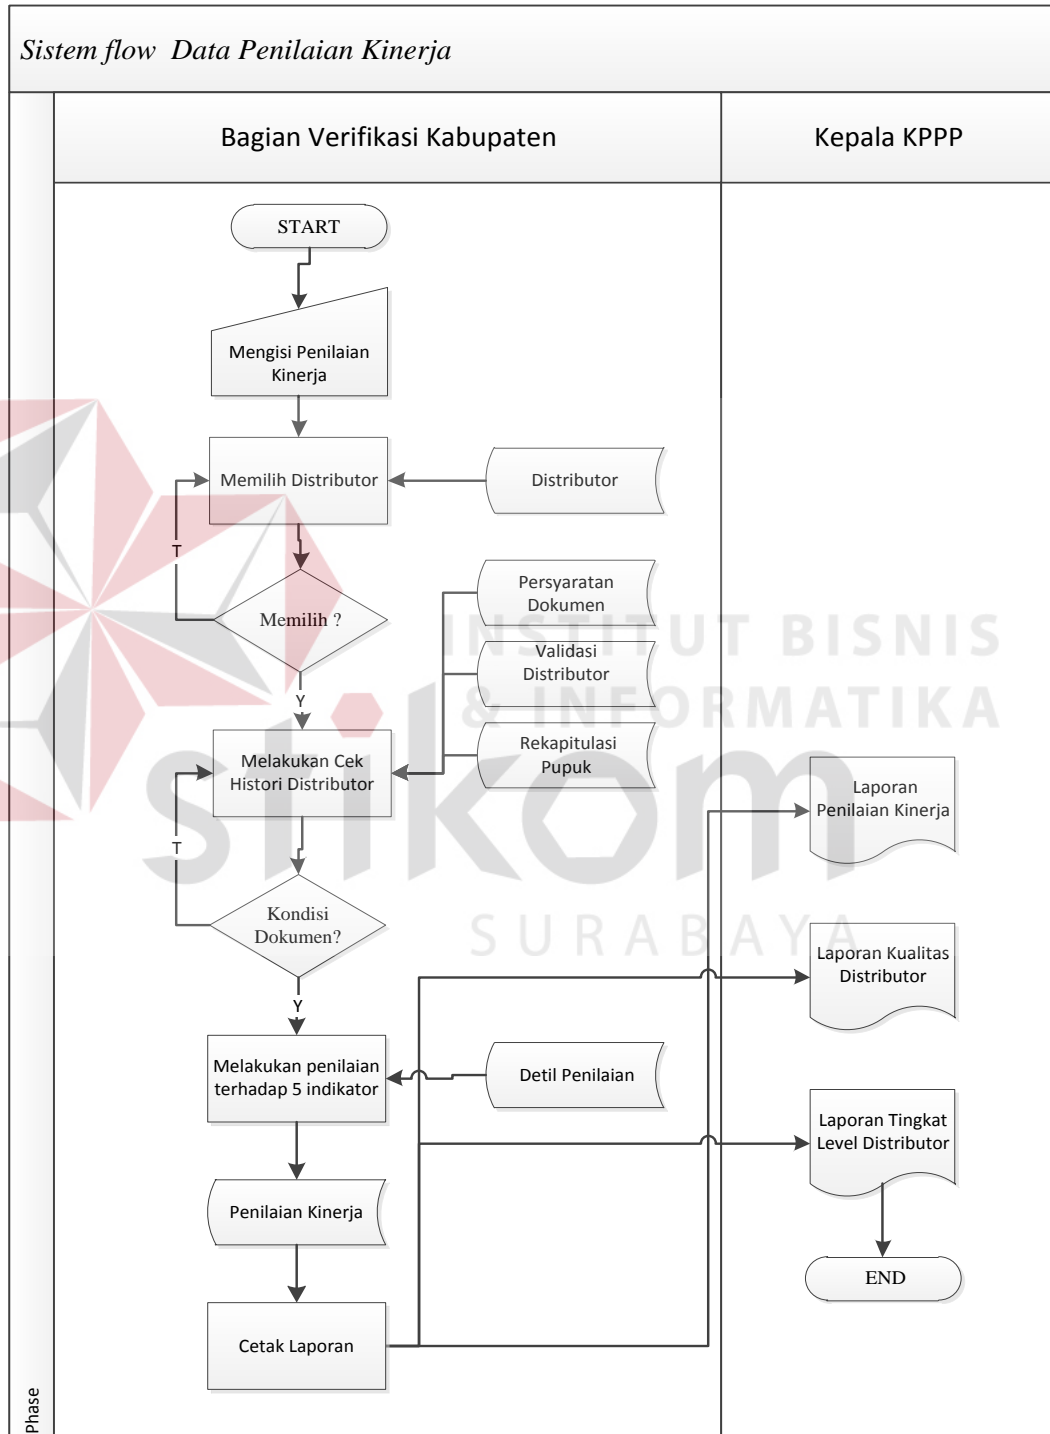 Sistem flow  Data Penilaian Kinerja
Bagian Verifikasi Kabupaten
Kepala KPPP
START
Mengisi Penilaian
Kinerja
Memilih Distributor
Distributor
T
Memilih ?
Persyaratan
Dokumen
Validasi
Distributor
Rekapitulasi
Pupuk
Y
Melakukan Cek
Histori Distributor
T
Kondisi
Dokumen?
Y
Melakukan penilaian
terhadap 5 indikator
Detil Penilaian
Penilaian Kinerja
Cetak Laporan
Laporan
Penilaian Kinerja
Laporan Kualitas
Distributor
Laporan Tingkat
Level Distributor
END
Phase
INSTITUT BISNIS
& INFORMATIKA
stikom
SURABAYA